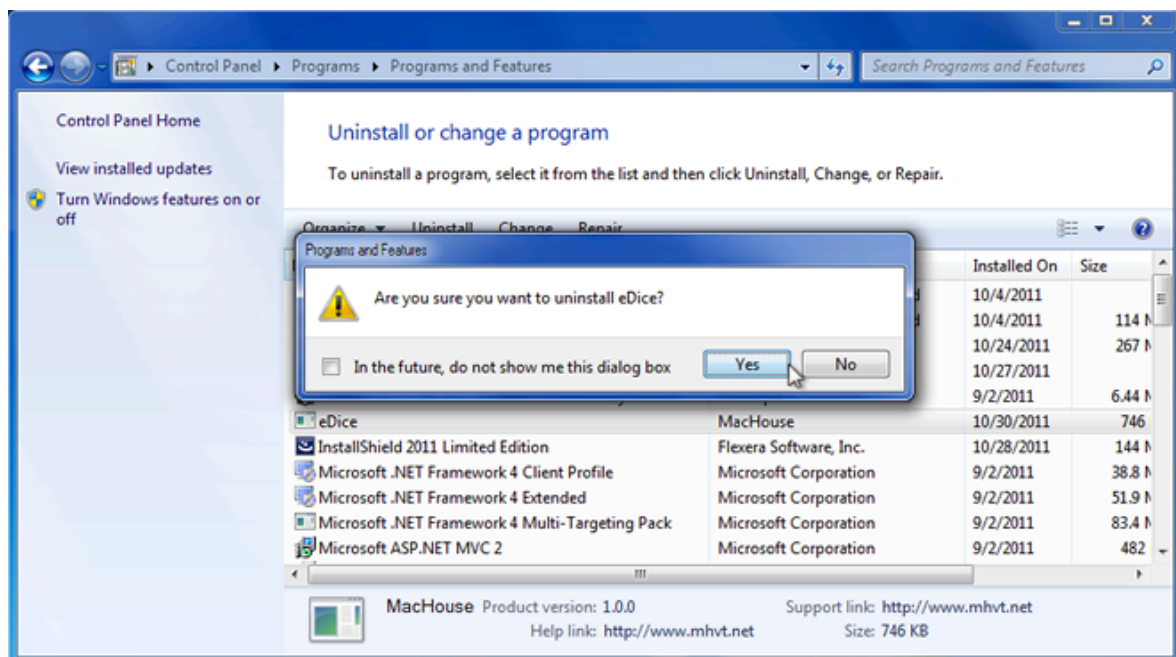 Control Panel ▸ Programs ▸ Programs and Features
Search Programs and Features
Control Panel Home
View installed updates
Turn Windows features on or
off
Uninstall or change a program
To uninstall a program, select it from the list and then click Uninstall, Change, or Repair.
Organize Uninstall Change Repair
Programs and Features
Are you sure you want to uninstall eDice?
In the future, do not show me this dialog box
Yes No
Installed On Size
10/4/2011
10/4/2011 114
10/24/2011 267
10/27/2011
9/2/2011 6.44
eDice MacHouse 10/30/2011 746
InstallShield 2011 Limited Edition Flexera Software, Inc. 10/28/2011 144
Microsoft .NET Framework 4 Client Profile Microsoft Corporation 9/2/2011 38.8
Microsoft .NET Framework 4 Extended Microsoft Corporation 9/2/2011 51.9
Microsoft .NET Framework 4 Multi-Targeting Pack Microsoft Corporation 9/2/2011 83.4
Microsoft ASP.NET MVC 2 Microsoft Corporation 9/2/2011 482
MacHouse Product version: 1.0.0 Support link: http://www.mhvt.net
Help link: http://www.mhvt.net Size: 746 KB